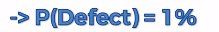 -> P(Defect) = 1%